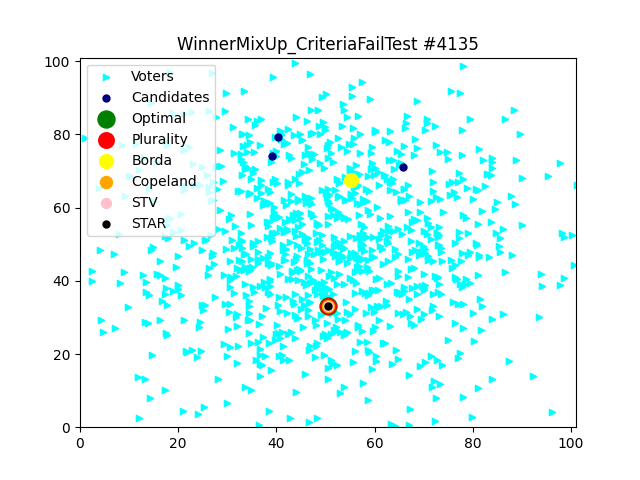 WinnerMixUp_CriteriaFailTest #4135
100
80
60
40
20
0
0 20 40 60 80 100
Voters
Candidates
Optimal
Plurality
Borda
Copeland
STV
STAR